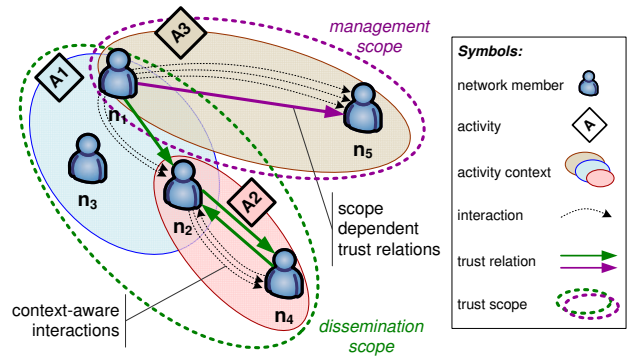 management
scope
A3
A1
n1
n5
n3
A2
n2
n4
scope
dependent
trust relations
context-aware
interactions
dissemination
scope
Symbols:
network member
activity
A
activity context
interaction
trust relation
trust scope